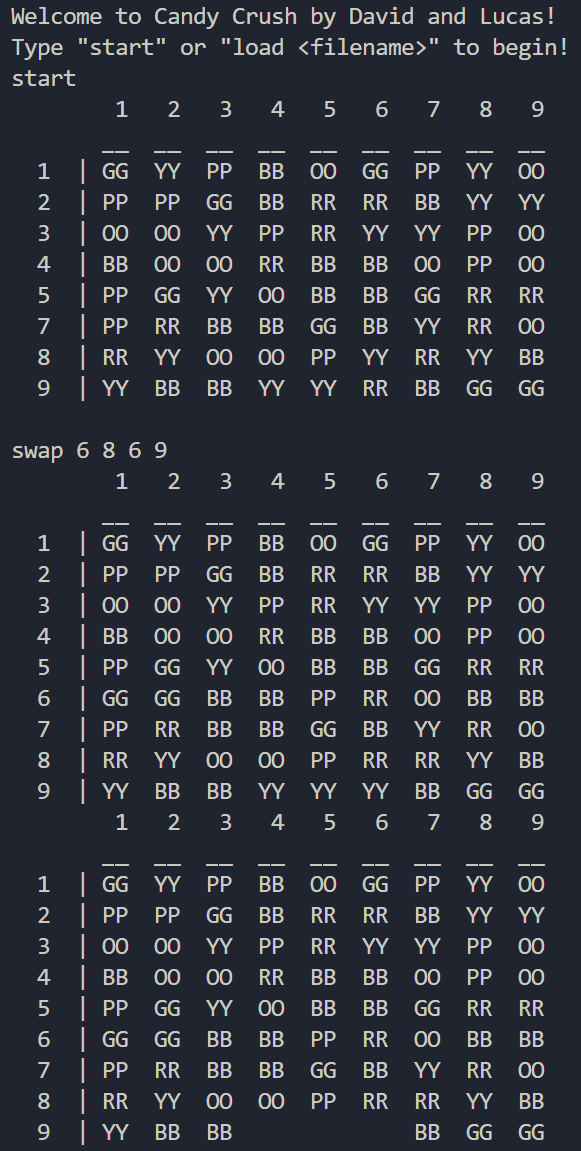 Welcome to Candy Crush by David and Lucas!
Type "start" or "load <filename>" to begin!
start
1 2 3 4 5 6 7 8 9
__ __ __ __ __ __ __ __ __
1 | GG YY PP BB OO GG PP YY OO
2 | PP PP GG BB RR RR BB YY YY
3 | OO OO YY PP RR YY YY PP OO
4 | BB OO OO RR BB BB OO PP OO
5 | PP GG YY OO BB BB GG RR RR
7 | PP RR BB BB GG BB YY RR OO
8 | RR YY OO OO PP YY RR YY BB
9 | YY BB BB YY YY RR BB GG GG
swap 6 8 6 9
1 2 3 4 5 6 7 8 9
__ __ __ __ __ __ __ __ __
1 | GG YY PP BB OO GG PP YY OO
2 | PP PP GG BB RR RR BB YY YY
3 | OO OO YY PP RR YY YY PP OO
4 | BB OO OO RR BB BB OO PP OO
5 | PP GG YY OO BB BB GG RR RR
6 | GG GG BB BB PP RR OO BB BB
7 | PP RR BB BB GG BB YY RR OO
8 | RR YY OO OO PP RR RR YY BB
9 | YY BB BB YY YY YY BB GG GG
1 2 3 4 5 6 7 8 9
__ __ __ __ __ __ __ __ __
1 | GG YY PP BB OO GG PP YY OO
2 | PP PP GG BB RR RR BB YY YY
3 | OO OO YY PP RR YY YY PP OO
4 | BB OO OO RR BB BB OO PP OO
5 | PP GG YY OO BB BB GG RR RR
6 | GG GG BB BB PP RR OO BB BB
7 | PP RR BB BB GG BB YY RR OO
8 | RR YY OO OO PP RR RR YY BB
9 | YY BB BB BB GG GG